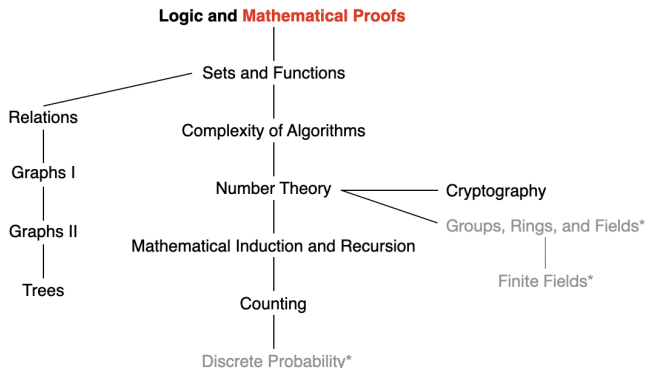 Logic and Mathematical Proofs
Sets and Functions
Relations
Complexity of Algorithms
Graphs I
Number Theory
Cryptography
Groups, Rings, and Fields*
Graphs II
Mathematical Induction and Recursion
Finite Fields*
Trees
Counting
Discrete Probability*